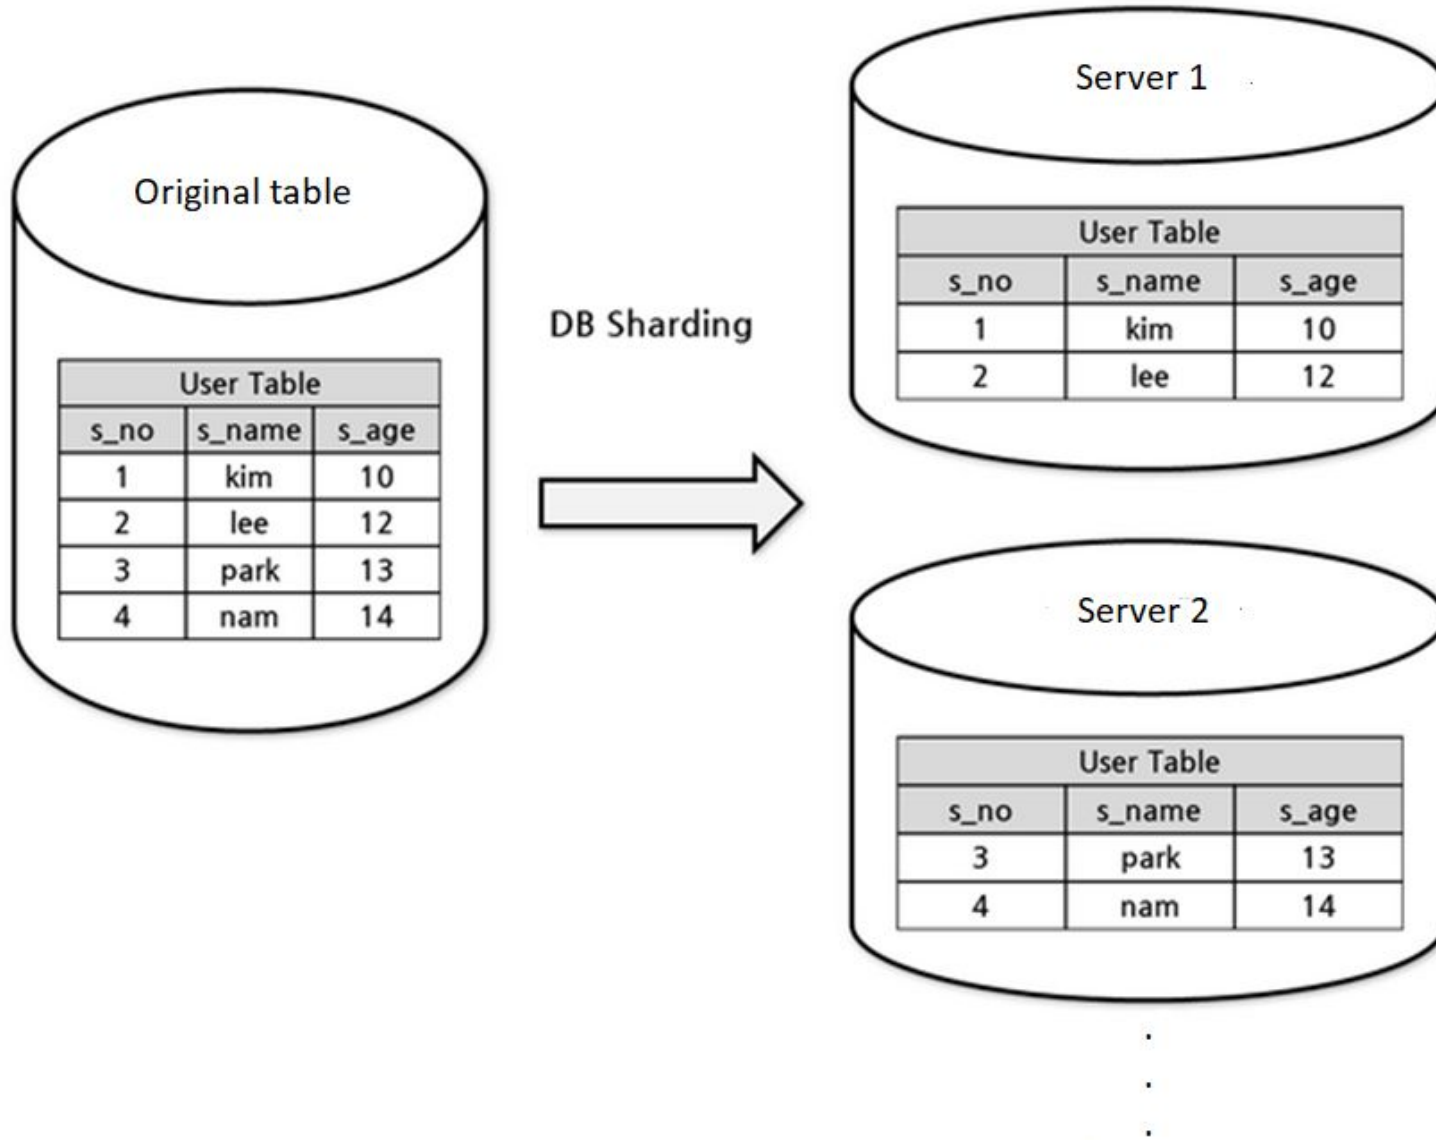 Original table
User Table
s_no s_name s_age
1 kim 10
2 lee 12
3 park 13
4 nam 14
DB Sharding
Server 1
User Table
s_no s_name s_age
1 kim 10
2 lee 12
Server 2
User Table
s_no s_name s_age
3 park 13
4 nam 14
.
.
.